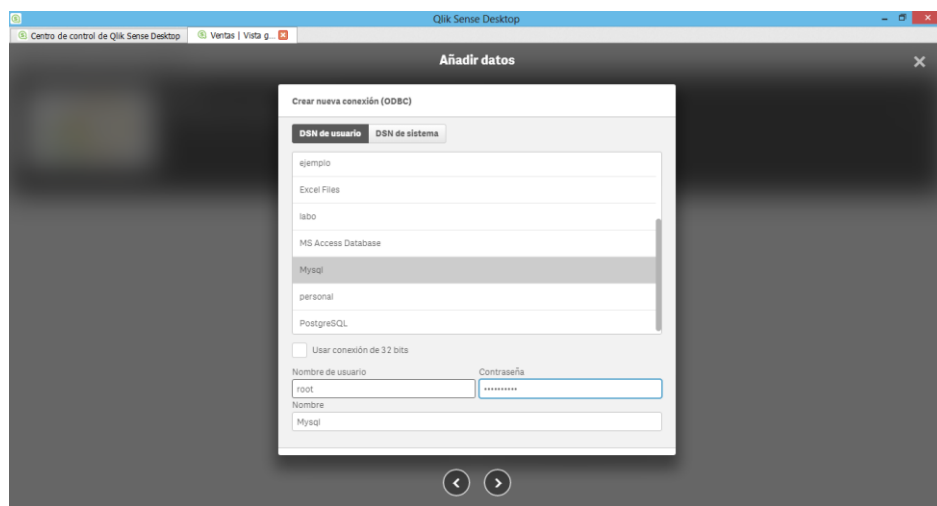 Qlik Sense Desktop
Centro de control de Qlik Sense Desktop Ventas | Vista g...
Añadir datos
Crear nueva conexión (ODBC)
DSN de usuario DSN de sistema
ejemplo
Excel Files
labo
MS Access Database
Mysql
personal
PostgreSQL
Usar conexión de 32 bits
Nombre de usuario Contraseña
root ••••••••••
Nombre
Mysql